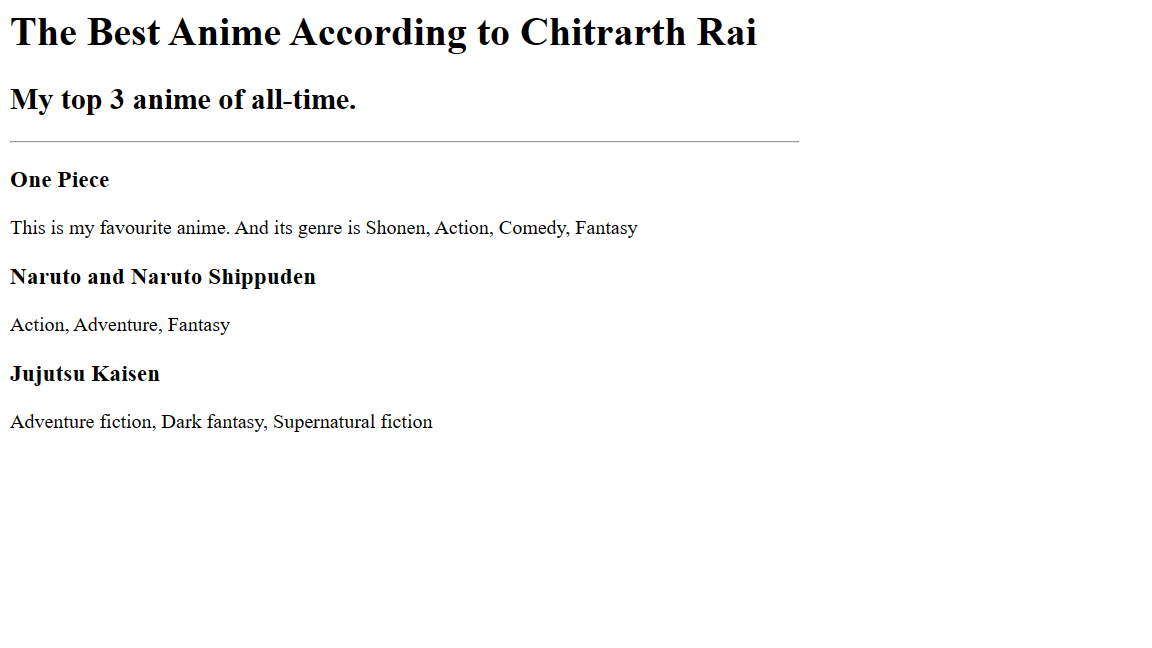 The Best Anime According to Chitrarth Rai
My top 3 anime of all-time.
One Piece
This is my favourite anime. And its genre is Shonen, Action, Comedy, Fantasy
Naruto and Naruto Shippuden
Action, Adventure, Fantasy
Jujutsu Kaisen
Adventure fiction, Dark fantasy, Supernatural fiction